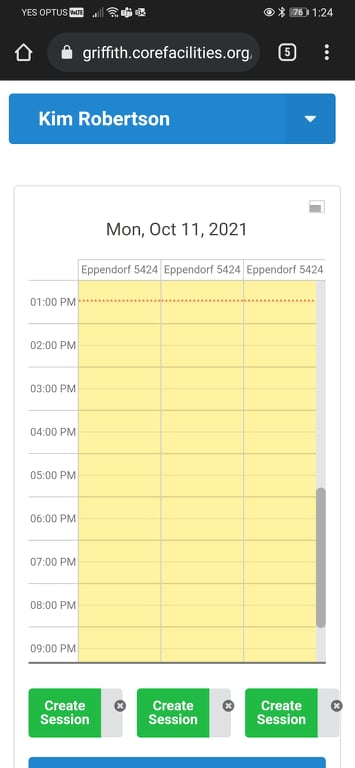 YES OPTUS VoLTE 76 1:24
griffith.corefacilities.org, 5
Kim Robertson
Mon, Oct 11, 2021
Eppendorf 5424 Eppendorf 5424 Eppendorf 5424
01:00 PM
02:00 PM
03:00 PM
04:00 PM
05:00 PM
06:00 PM
07:00 PM
08:00 PM
09:00 PM
Create Create Create
Session Session Session